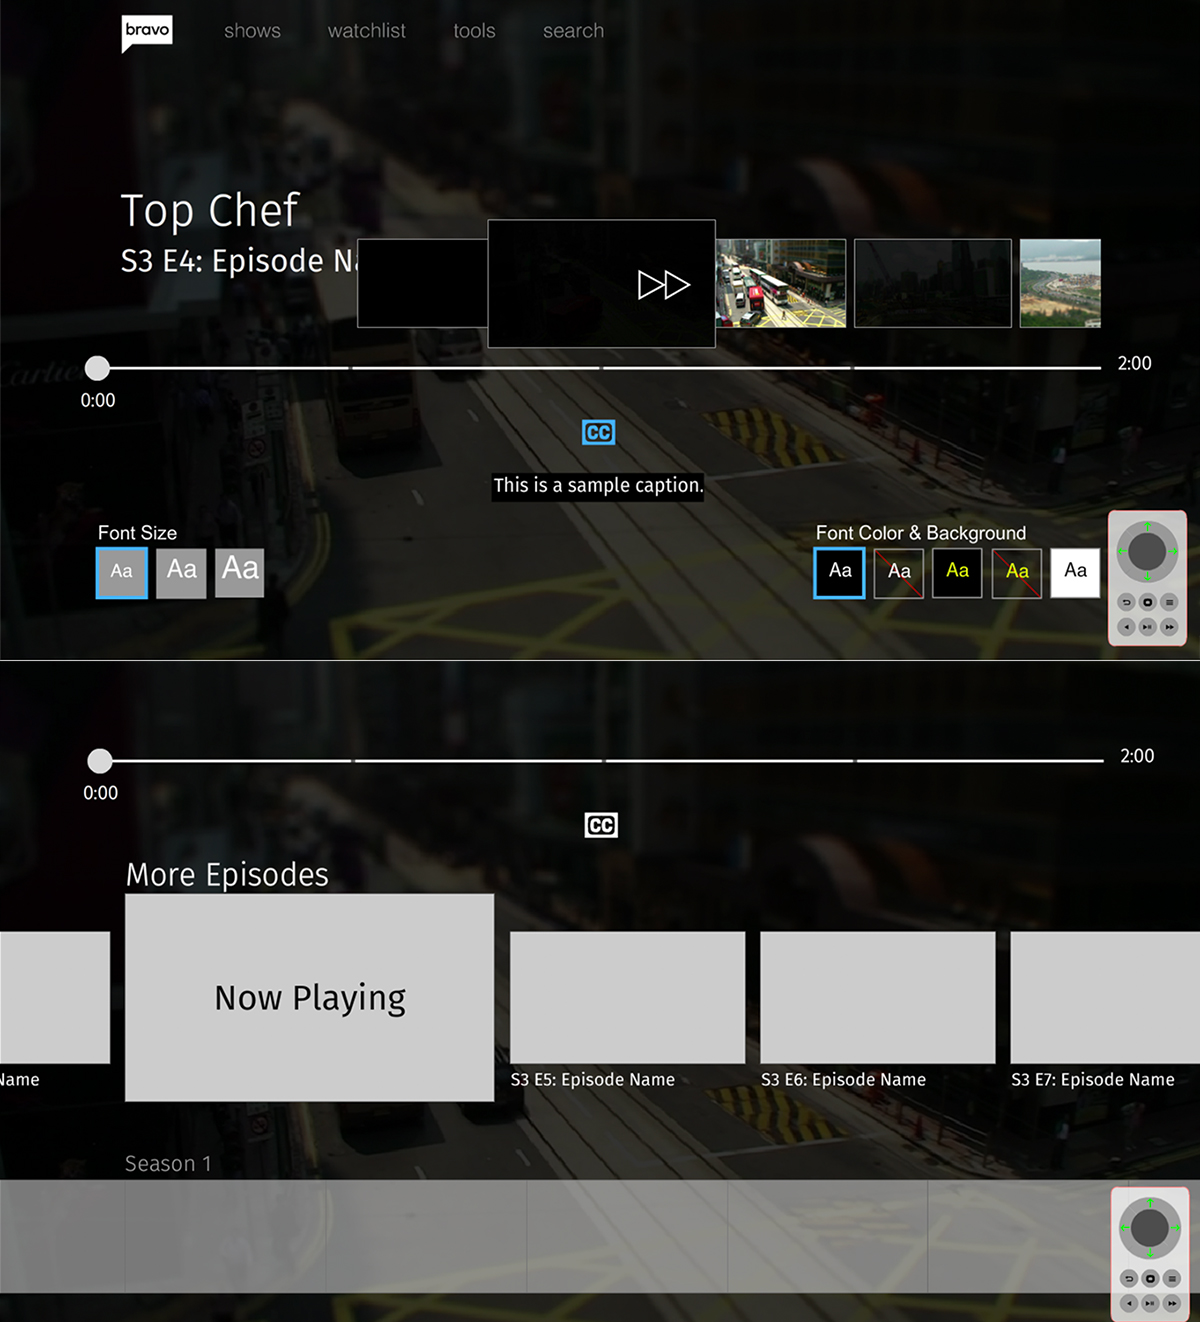 bravo shows watchlist tools search
Top Chef
S3 E4: Episode Na
2:00
0:00
CC
This is a sample caption.
Font Size
Font Color & Background
Aa Aa Aa
Aa Aa Aa Aa Aa
2:00
0:00
CC
More Episodes
Now Playing
Name
S3 E5: Episode Name
S3 E6: Episode Name
S3 E7: Episode Name
Season 1